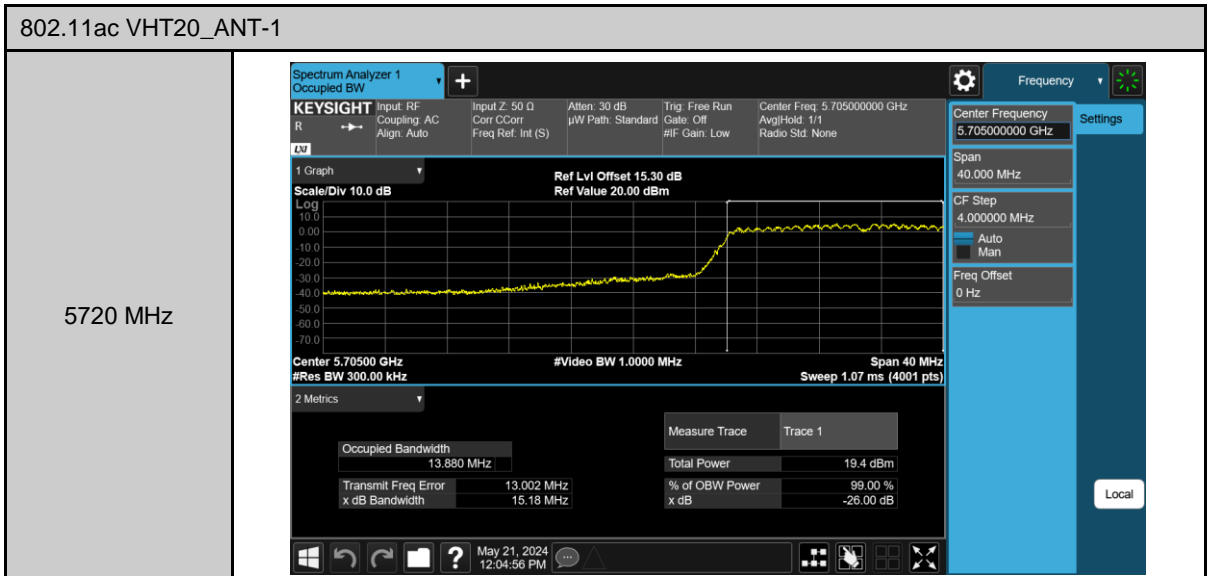 802.11ac VHT20_ANT-1
5720 MHz
Spectrum Analyzer 1
Occupied BW
Frequency
KEYSIGHT
R
LXI
Input: RF
Coupling: AC
Align: Auto
Input Z: 50 Ω
Corr CCorr
Freq Ref: Int (S)
Atten: 30 dB
µW Path: Standard
Trig: Free Run
Gate: Off
#IF Gain: Low
Center Freq: 5.705000000 GHz
Avg|Hold: 1/1
Radio Std: None
Center Frequency
5.705000000 GHz
Settings
Span
40.000 MHz
CF Step
4.000000 MHz
Auto
Man
Freq Offset
0 Hz
1 Graph
Scale/Div 10.0 dB
Ref Lvl Offset 15.30 dB
Ref Value 20.00 dBm
Log
10.0
0.00
-10.0
-20.0
-30.0
-40.0
-50.0
-60.0
-70.0
Center 5.70500 GHz
#Res BW 300.00 kHz
#Video BW 1.0000 MHz
Span 40 MHz
Sweep 1.07 ms (4001 pts)
2 Metrics
Measure Trace Trace 1
Occupied Bandwidth
13.880 MHz
Total Power 19.4 dBm
Transmit Freq Error 13.002 MHz
% of OBW Power 99.00 %
x dB Bandwidth 15.18 MHz
x dB -26.00 dB
Local
?
May 21, 2024
12:04:56 PM